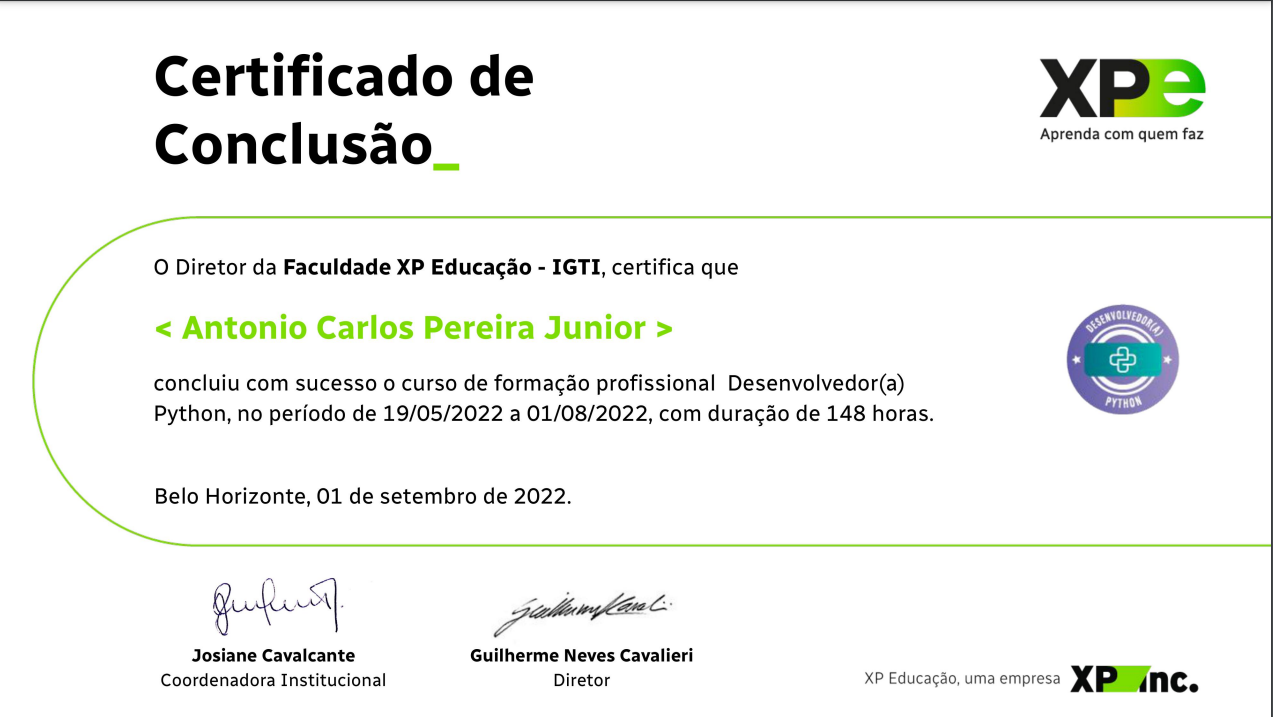 Certificado de
Conclusão_
XPe
Aprenda com quem faz
O Diretor da Faculdade XP Educação - IGTI, certifica que
< Antonio Carlos Pereira Junior >
concluiu com sucesso o curso de formação profissional  Desenvolvedor(a)
Python, no período de 19/05/2022 a 01/08/2022, com duração de 148 horas.
DESENVOLVEDOR(A)
PYTHON
Belo Horizonte, 01 de setembro de 2022.
Josiane Cavalcante
Coordenadora Institucional
Guilherme Neves Cavalieri
Diretor
XP Educação, uma empresa XP inc.